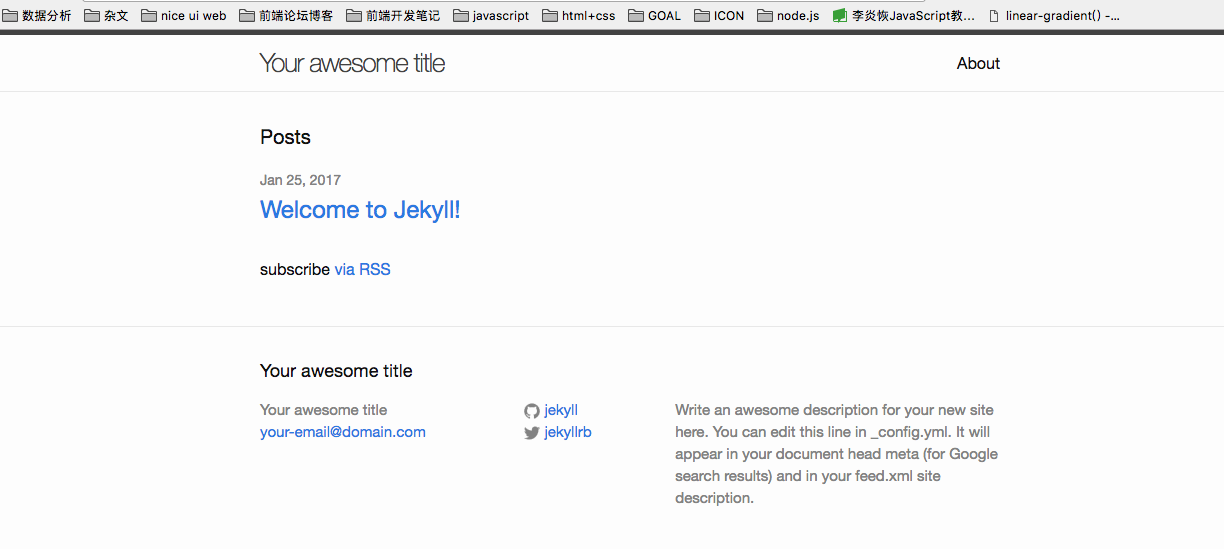 数据分析 杂文 nice ui web 前端论坛博客 前端开发笔记 javascript html+css GOAL ICON node.js 李炎恢JavaScript教... linear-gradient() -...
Your awesome title About
Posts
Jan 25, 2017
Welcome to Jekyll!
subscribe via RSS
Your awesome title
Your awesome title
your-email@domain.com
jekyll
jekyllrb
Write an awesome description for your new site
here. You can edit this line in _config.yml. It will
appear in your document head meta (for Google
search results) and in your feed.xml site
description.